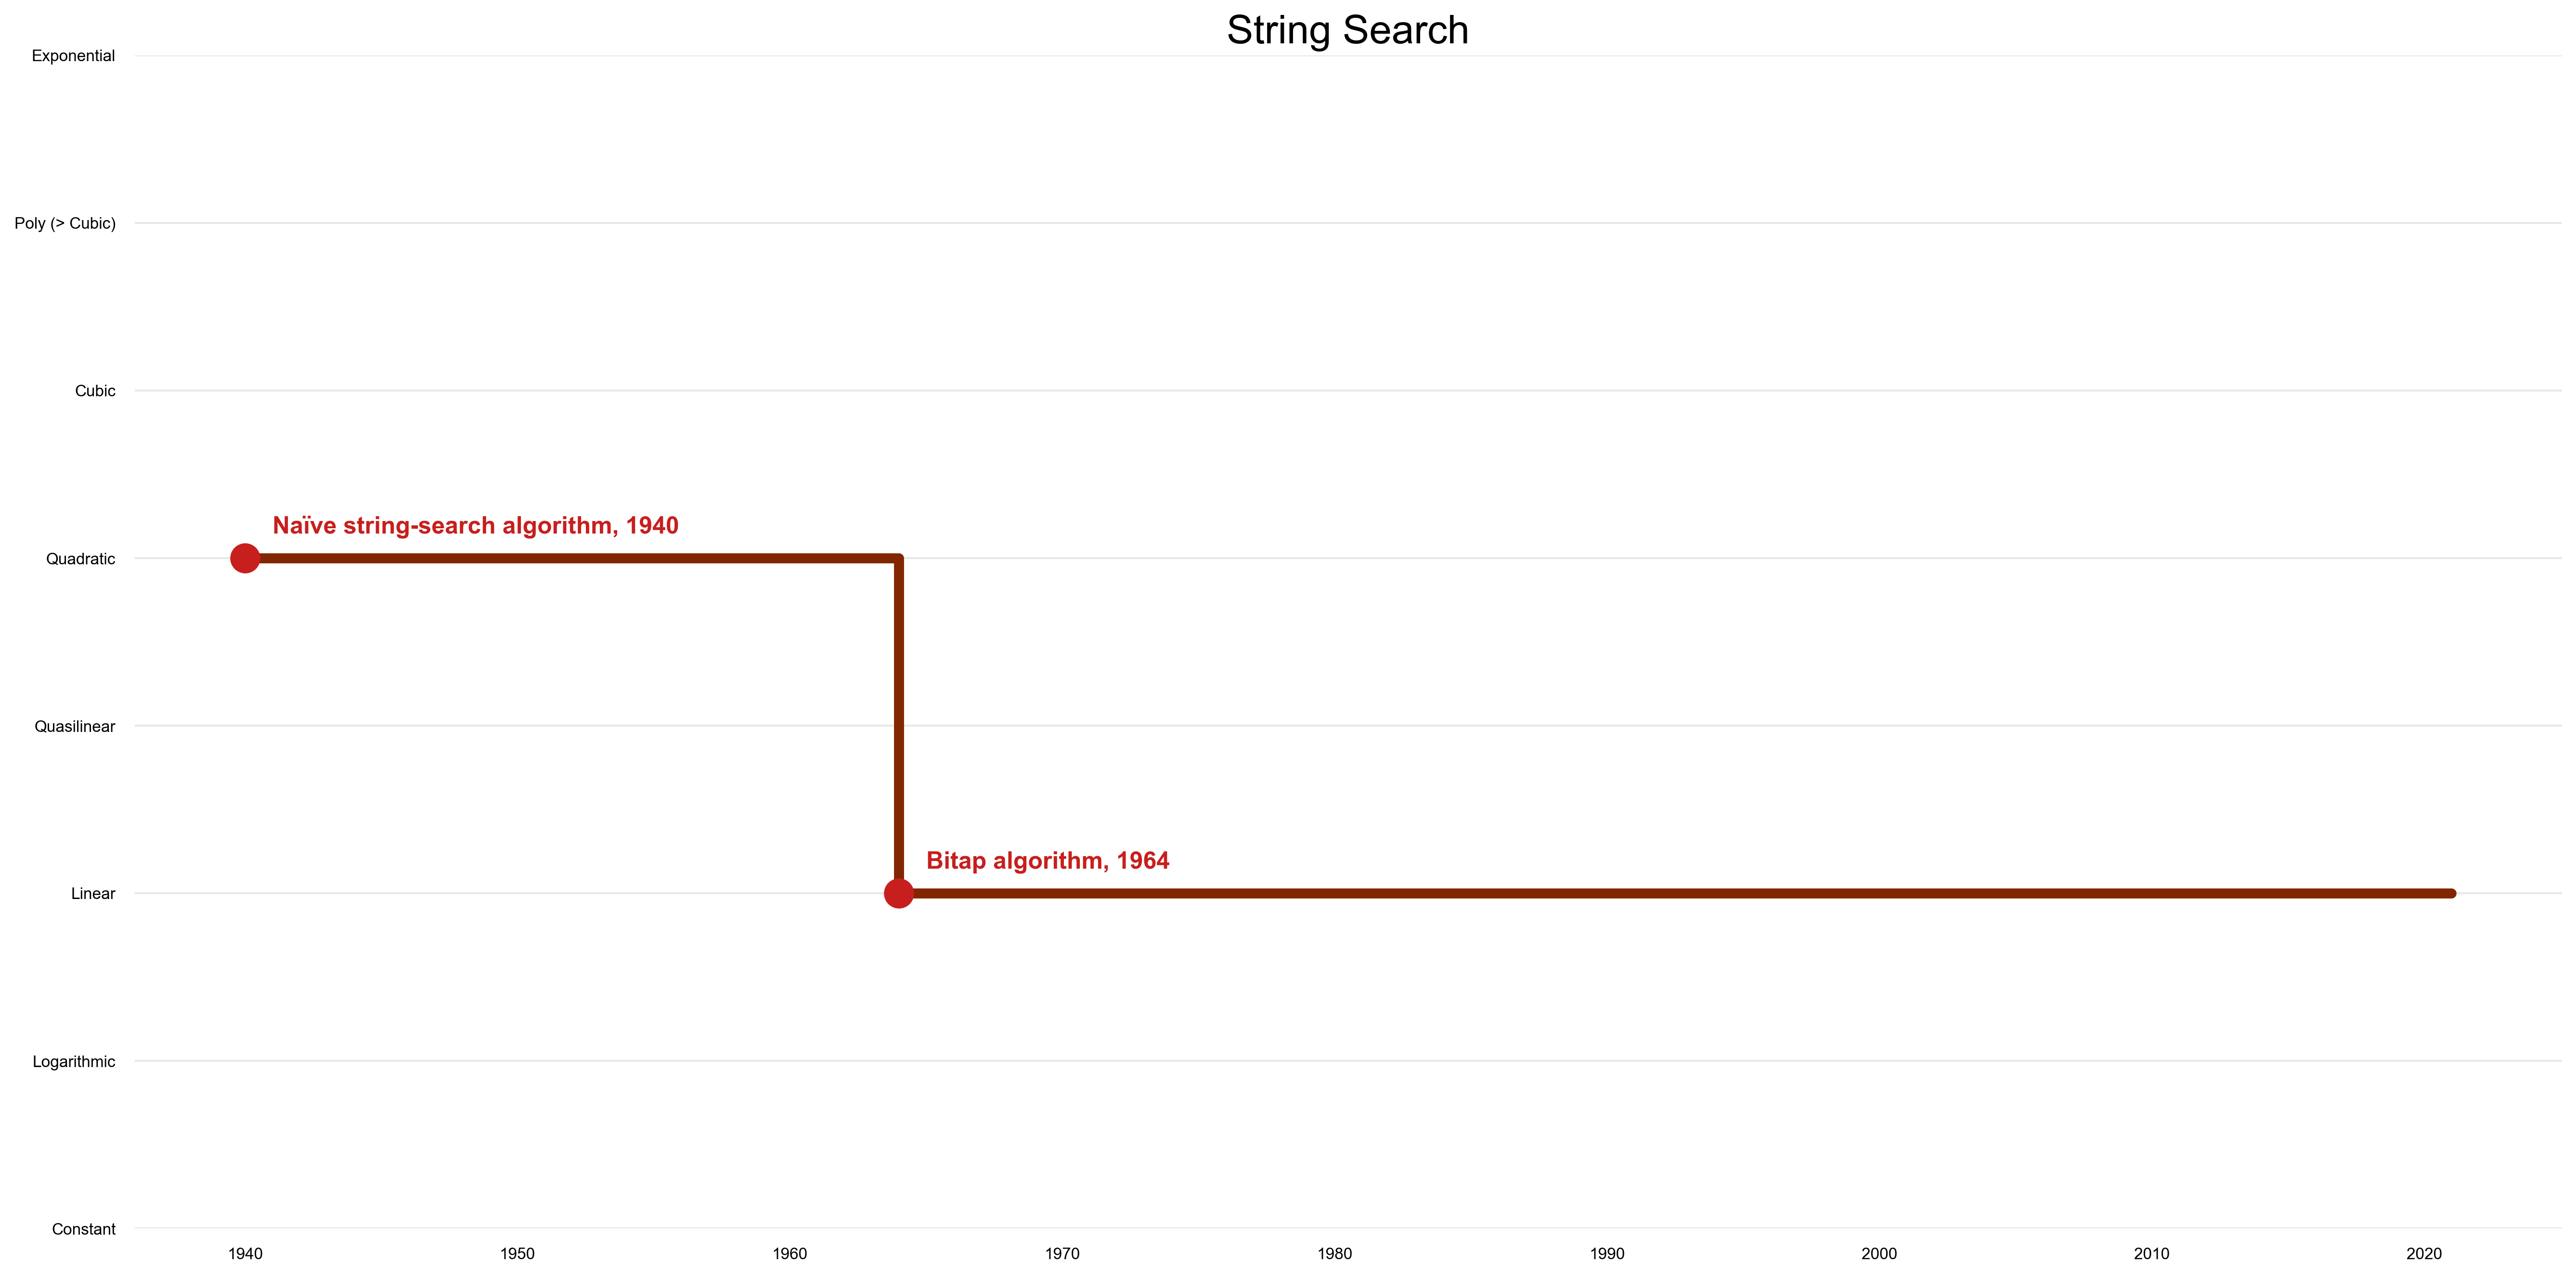 String Search
Exponential
Poly (> Cubic)
Cubic
Naïve string-search algorithm, 1940
Quadratic
Quasilinear
Bitap algorithm, 1964
Linear
Logarithmic
Constant
1940 1950 1960 1970 1980 1990 2000 2010 2020